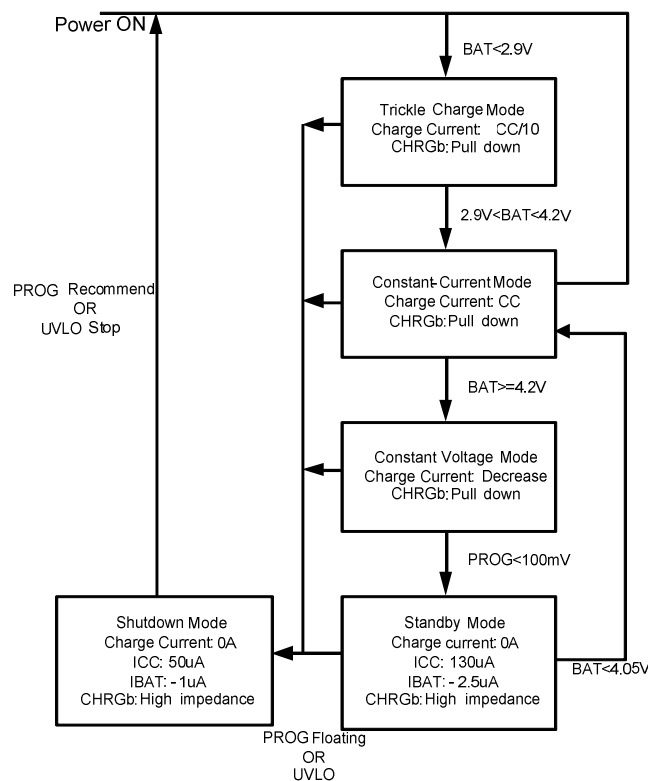 Power ON
BAT<2.9V
Trickle Charge Mode
Charge Current: CC/10
CHRGb: Pull down
2.9V<BAT<4.2V
Constant-Current Mode
Charge Current: CC
CHRGb: Pull down
PROG Recommend
OR
UVLO Stop
BAT>=4.2V
Constant Voltage Mode
Charge Current: Decrease
CHRGb: Pull down
PROG<100mV
Shutdown Mode
Charge Current: 0A
ICC: 50uA
IBAT: -1uA
CHRGb: High impedance
Standby Mode
Charge current: 0A
ICC: 130uA
IBAT: -2.5uA
CHRGb: High impedance
BAT<4.05V
PROG Floating
OR
UVLO